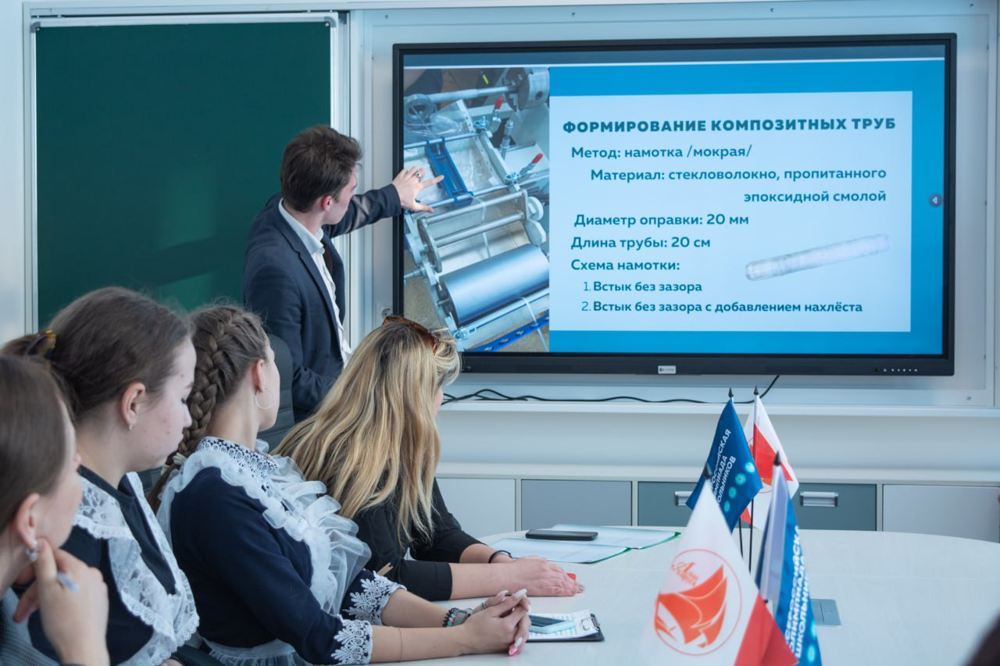 ФОРМИРОВАНИЕ КОМПОЗИТНЫХ ТРУБ
Метод: намотка /мокрая/
Материал: стекловолокно, пропитанного
эпоксидной смолой
Диаметр оправки: 20 мм
Длина трубы: 20 см
Схема намотки:
1. Встык без зазора
2. Встык без зазора с добавлением нахлёста